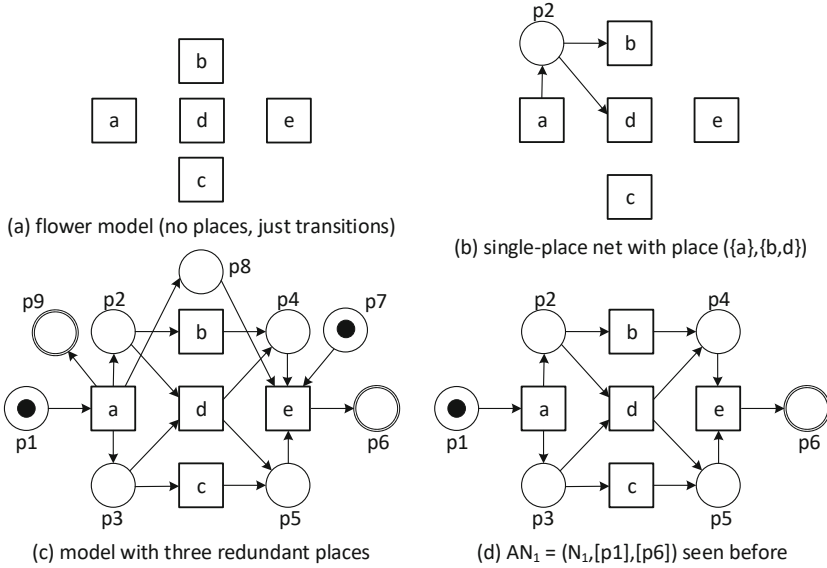 b
a d e
c
(a) flower model (no places, just transitions)
p2
b
a d e
c
(b) single-place net with place ({a},{b,d})
p8
p9 p2 p4 p7
b
a d e
p1 p6
c
p3 p5
(c) model with three redundant places
p2 p4
b
a d e
p1 p6
c
p3 p5
(d) AN₁ = (N₁,[p1],[p6]) seen before